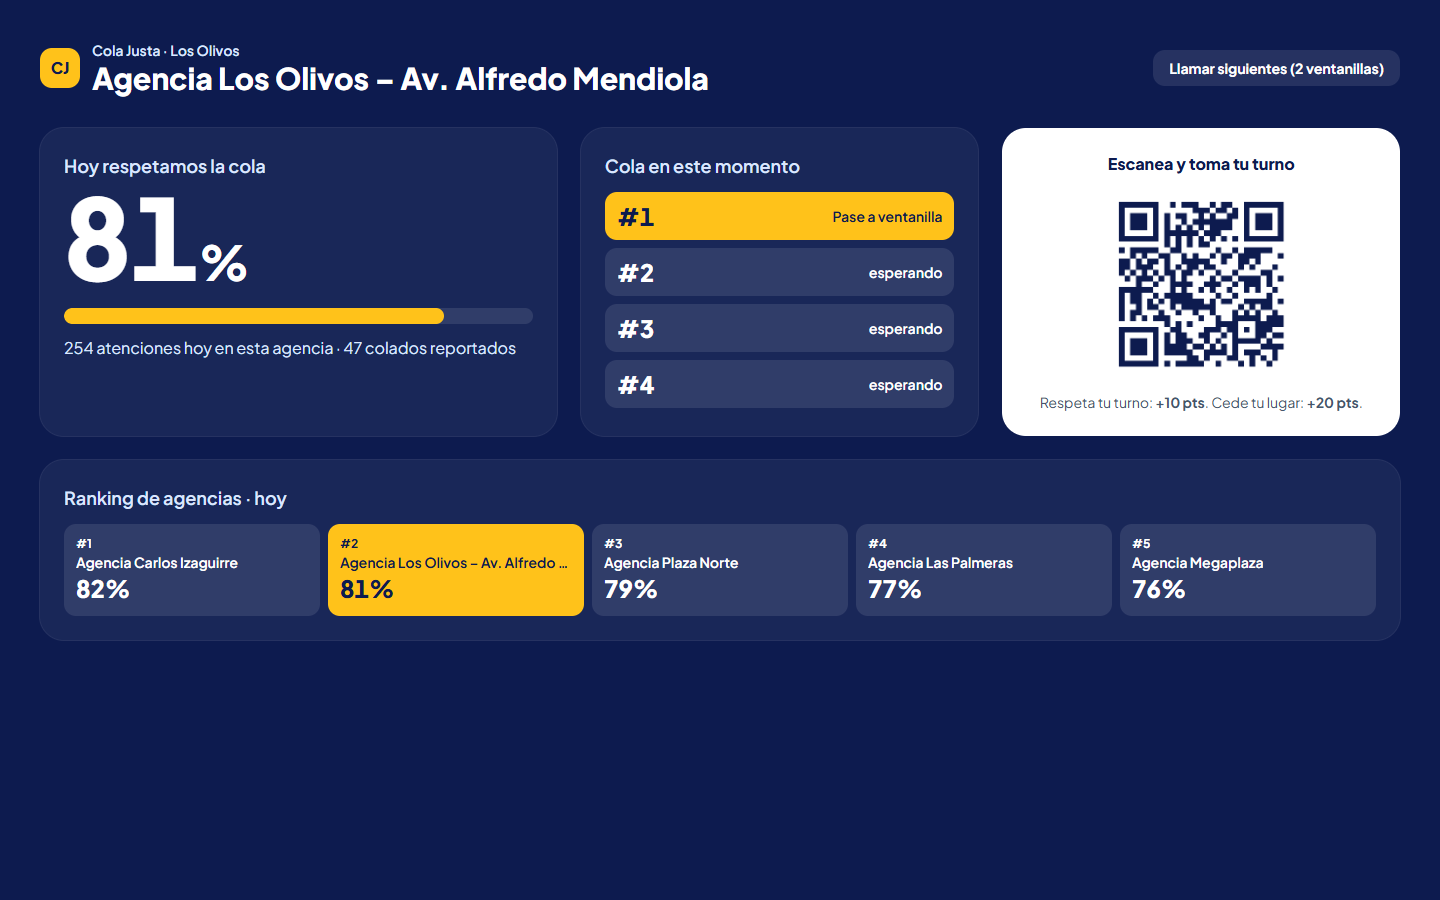 CJ
Cola Justa · Los Olivos
Agencia Los Olivos – Av. Alfredo Mendiola
Llamar siguientes (2 ventanillas)
Hoy respetamos la cola
81%
254 atenciones hoy en esta agencia · 47 colados reportados
Cola en este momento
#1 Pase a ventanilla
#2 esperando
#3 esperando
#4 esperando
Escanea y toma tu turno
Respeta tu turno: +10 pts. Cede tu lugar: +20 pts.
Ranking de agencias · hoy
#1
Agencia Carlos Izaguirre
82%
#2
Agencia Los Olivos – Av. Alfredo ...
81%
#3
Agencia Plaza Norte
79%
#4
Agencia Las Palmeras
77%
#5
Agencia Megaplaza
76%